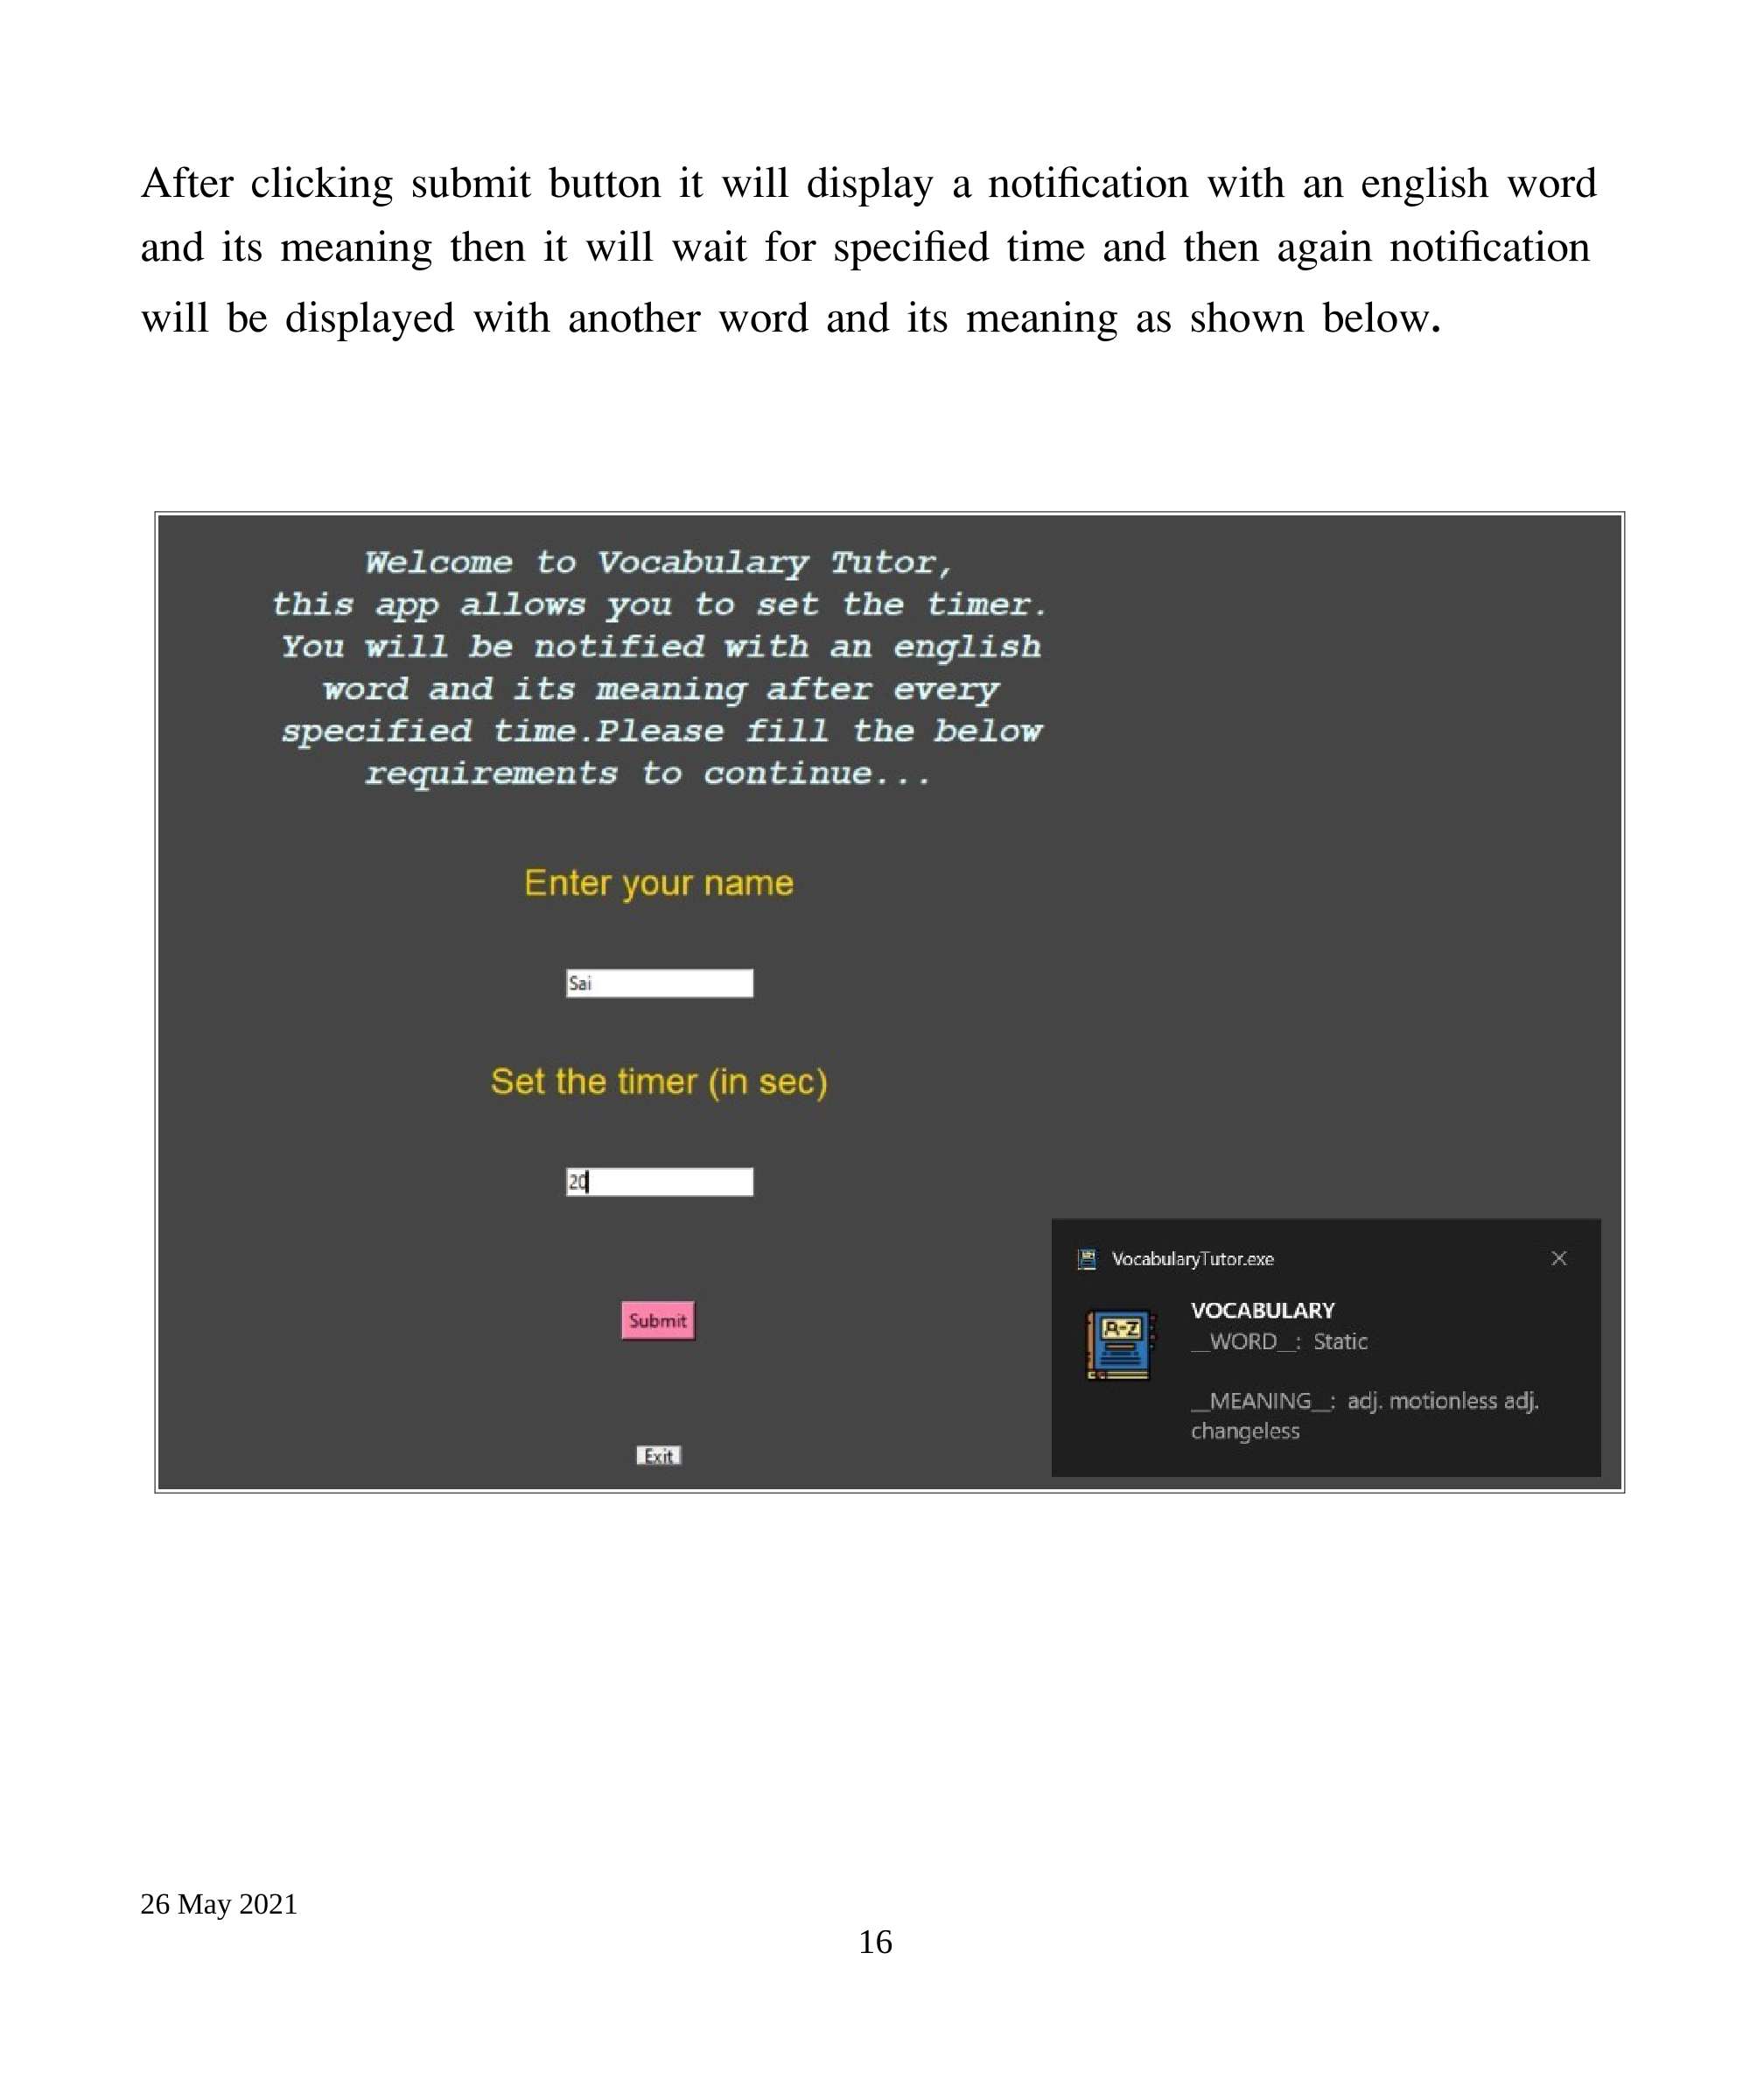 After clicking submit button it will display a notification with an english word
and its meaning then it will wait for specified time and then again notification
will be displayed with another word and its meaning as shown below.
Welcome to Vocabulary Tutor,
this app allows you to set the timer.
You will be notified with an english
word and its meaning after every
specified time.Please fill the below
requirements to continue...
Enter your name
Sai
Set the timer (in sec)
20
Submit
Exit
VocabularyTutor.exe
A-Z
VOCABULARY
__WORD__: Static
__MEANING__: adj. motionless adj.
changeless
26 May 2021
16